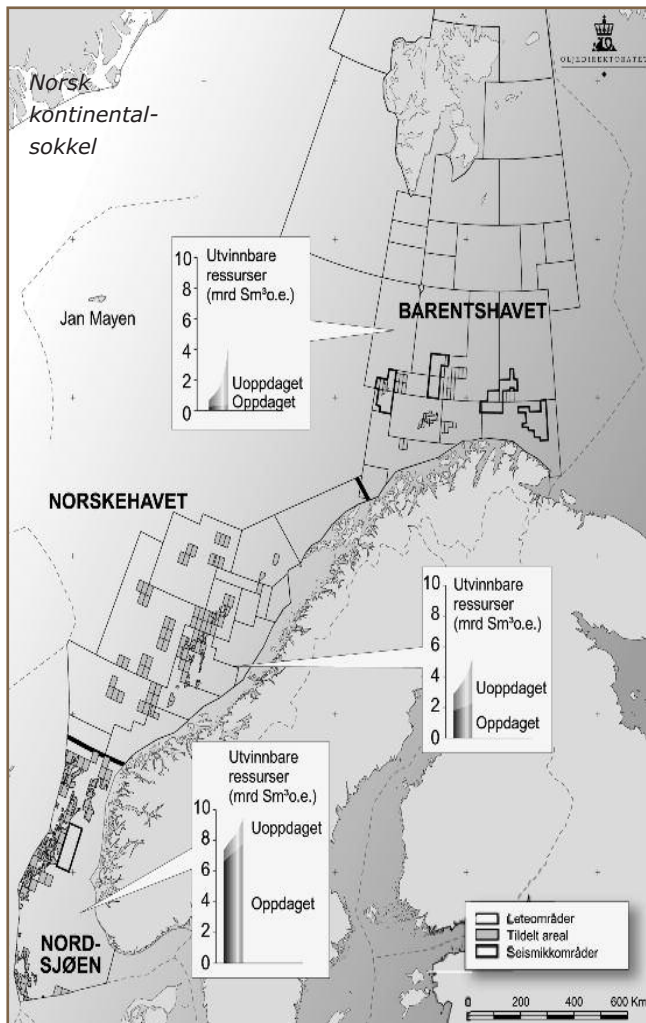 OLJEDIREKTORATET
Norsk
kontinental-
sokkel
10
8
6
4
2
0
Utvinnbare
ressurser
(mrd Sm³o.e.)
Uoppdaget
Oppdaget
BARENTSHAVET
Jan Mayen
NORSKEHAVET
10
8
6
4
2
0
Utvinnbare
ressurser
(mrd Sm³o.e.)
Uoppdaget
Oppdaget
Utvinnbare
ressurser
(mrd Sm³o.e.)
10
8
6
4
2
0
Uoppdaget
Oppdaget
NORD-
SJØEN
Leteområder
Tildelt areal
Seismikkområder
0 200 400 600 Km